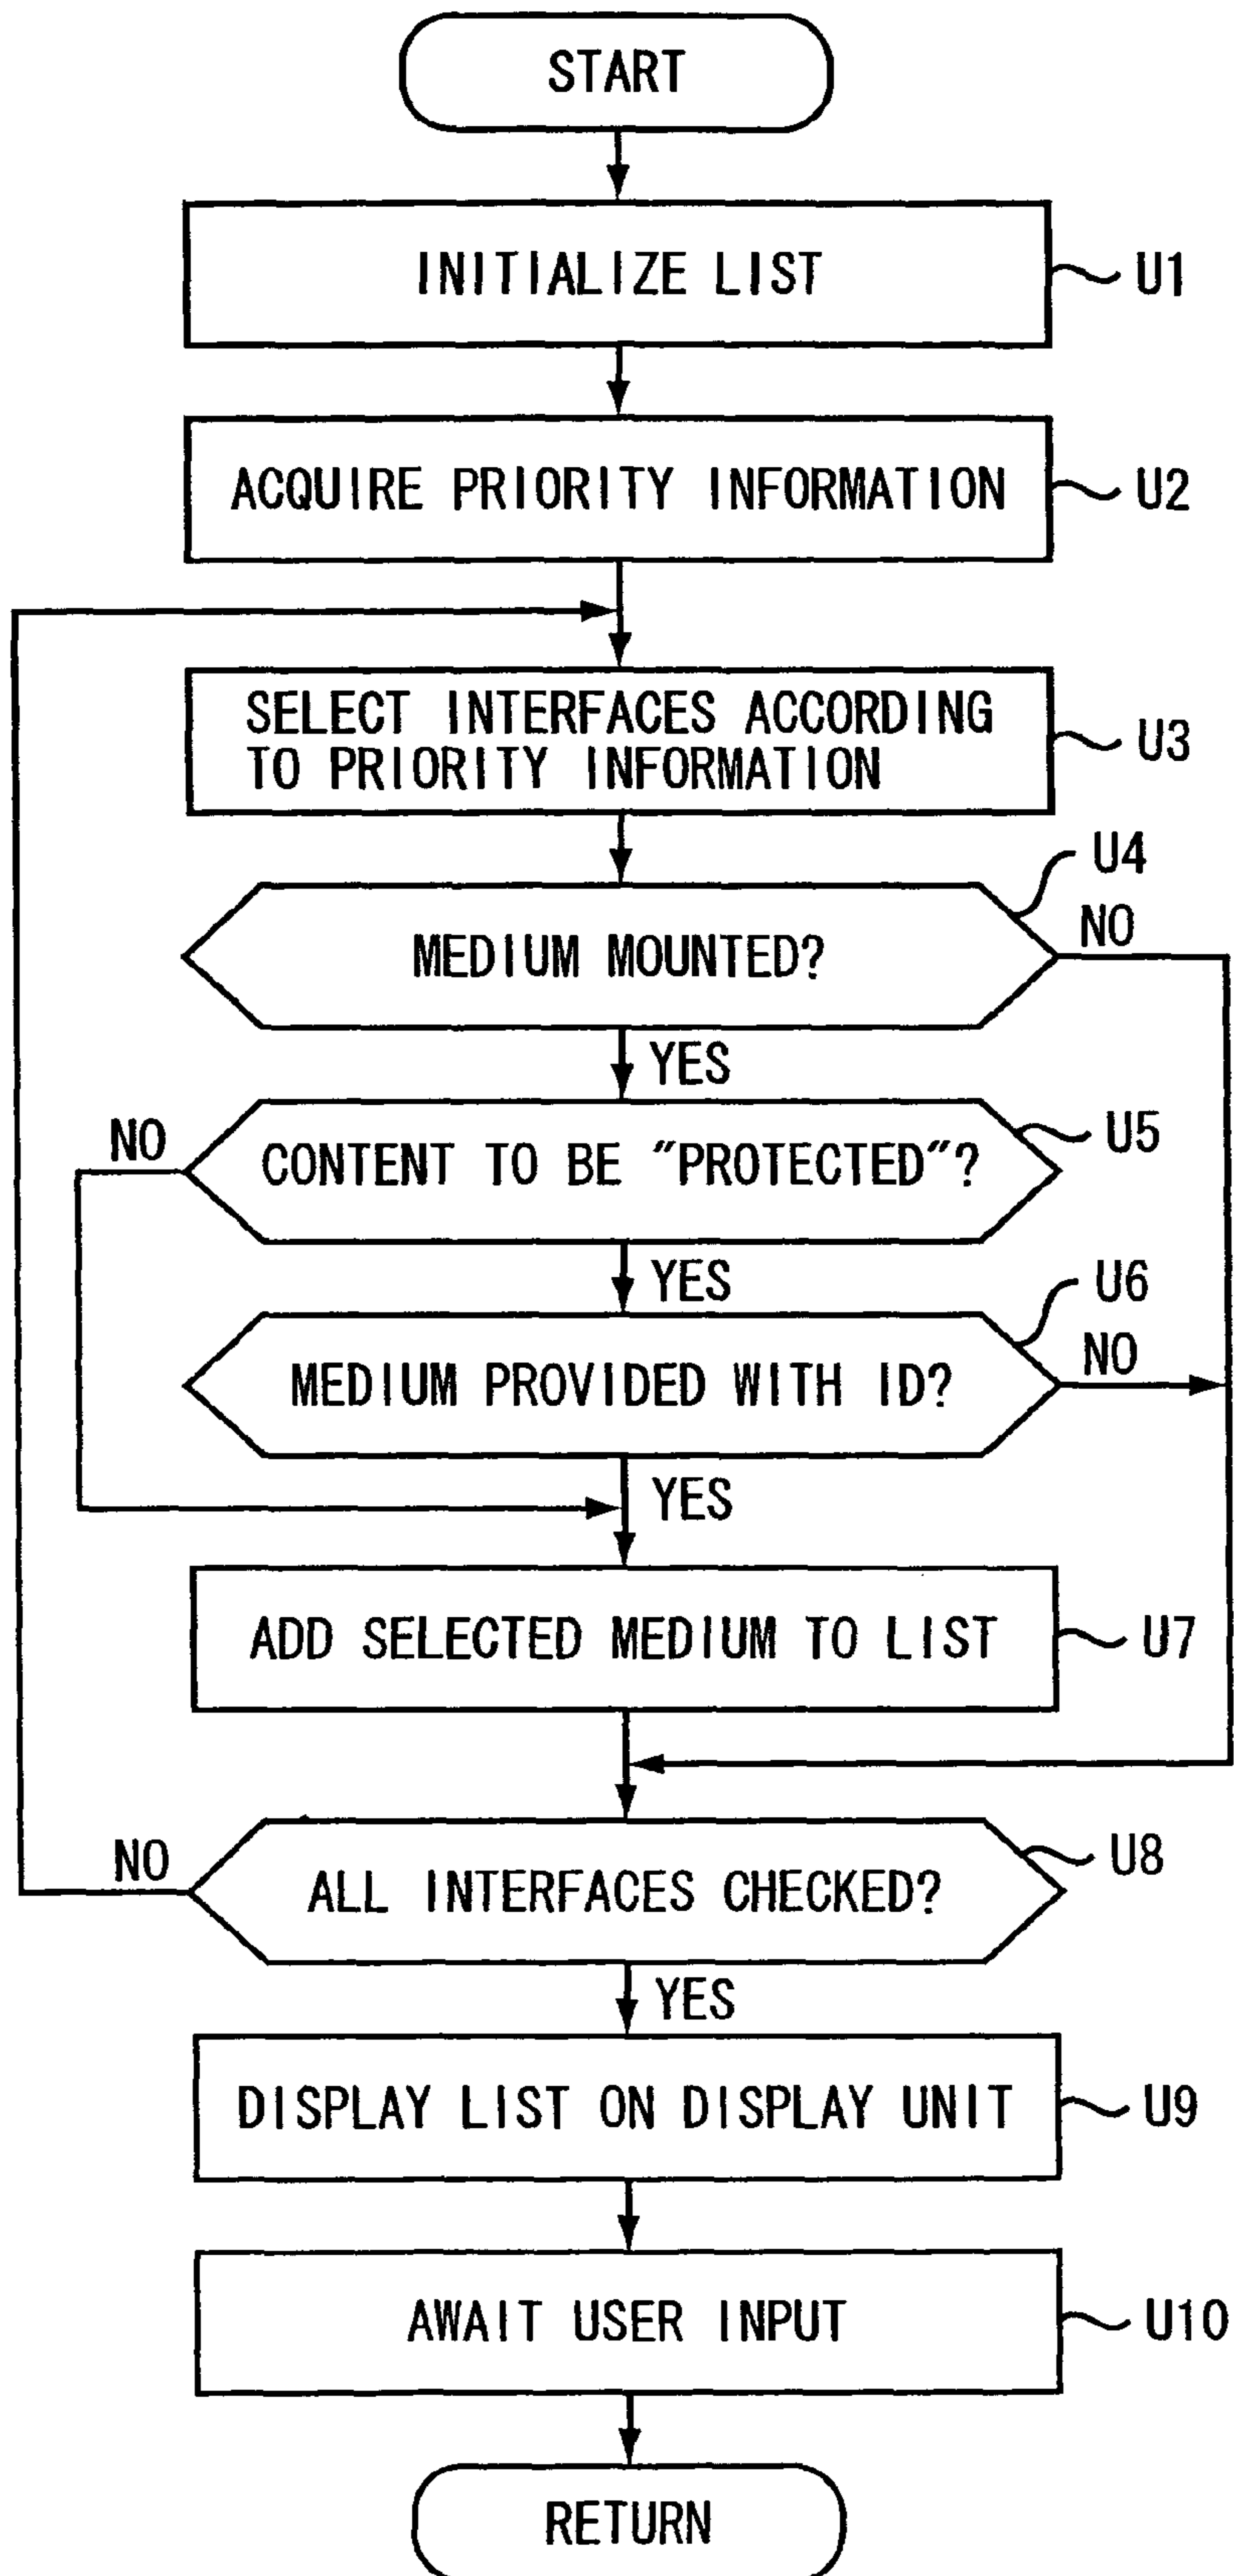 START
INITIALIZE LIST
U1
ACQUIRE PRIORITY INFORMATION
U2
SELECT INTERFACES ACCORDING
TO PRIORITY INFORMATION
U3
U4
MEDIUM MOUNTED?
NO
YES
NO
CONTENT TO BE "PROTECTED"?
U5
YES
U6
MEDIUM PROVIDED WITH ID?
NO
YES
ADD SELECTED MEDIUM TO LIST
U7
NO
ALL INTERFACES CHECKED?
U8
YES
DISPLAY LIST ON DISPLAY UNIT
U9
AWAIT USER INPUT
U10
RETURN